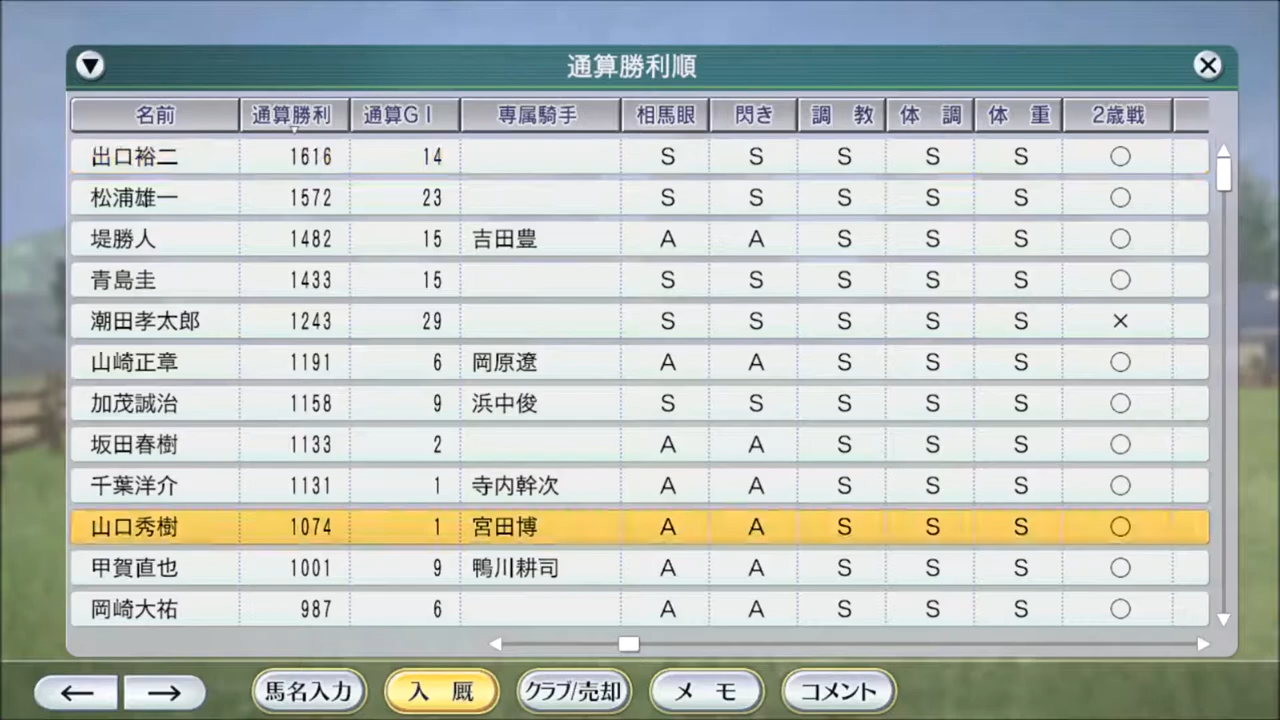 通算勝利順
名前 通算勝利 通算GⅠ 専属騎手 相馬眼 閃き 調 教 体 調 体 重 2歳戦
出口裕二 1616 14 S S S S S ○
松浦雄一 1572 23 S S S S S ○
堤勝人 1482 15 吉田豊 A A S S S ○
青島圭 1433 15 S S S S S ○
潮田孝太郎 1243 29 S S S S S ×
山崎正章 1191 6 岡原遼 A A S S S ○
加茂誠治 1158 9 浜中俊 S S S S S ○
坂田春樹 1133 2 A A S S S ○
千葉洋介 1131 1 寺内幹次 A A S S S ○
山口秀樹 1074 1 宮田博 A A S S S ○
甲賀直也 1001 9 鴨川耕司 A A S S S ○
岡崎大祐 987 6 A A S S S ○
← → 馬名入力 入 厩 クラブ/売却 メ モ コメント